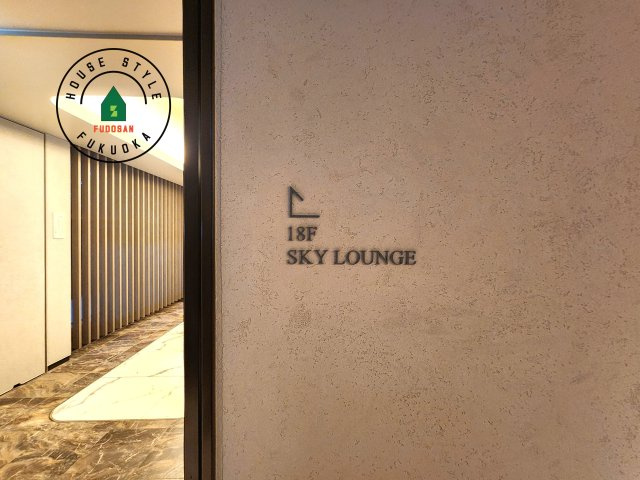 HOUSE STYLE
FUDOSAN
FUKUOKA
18F
SKY LOUNGE